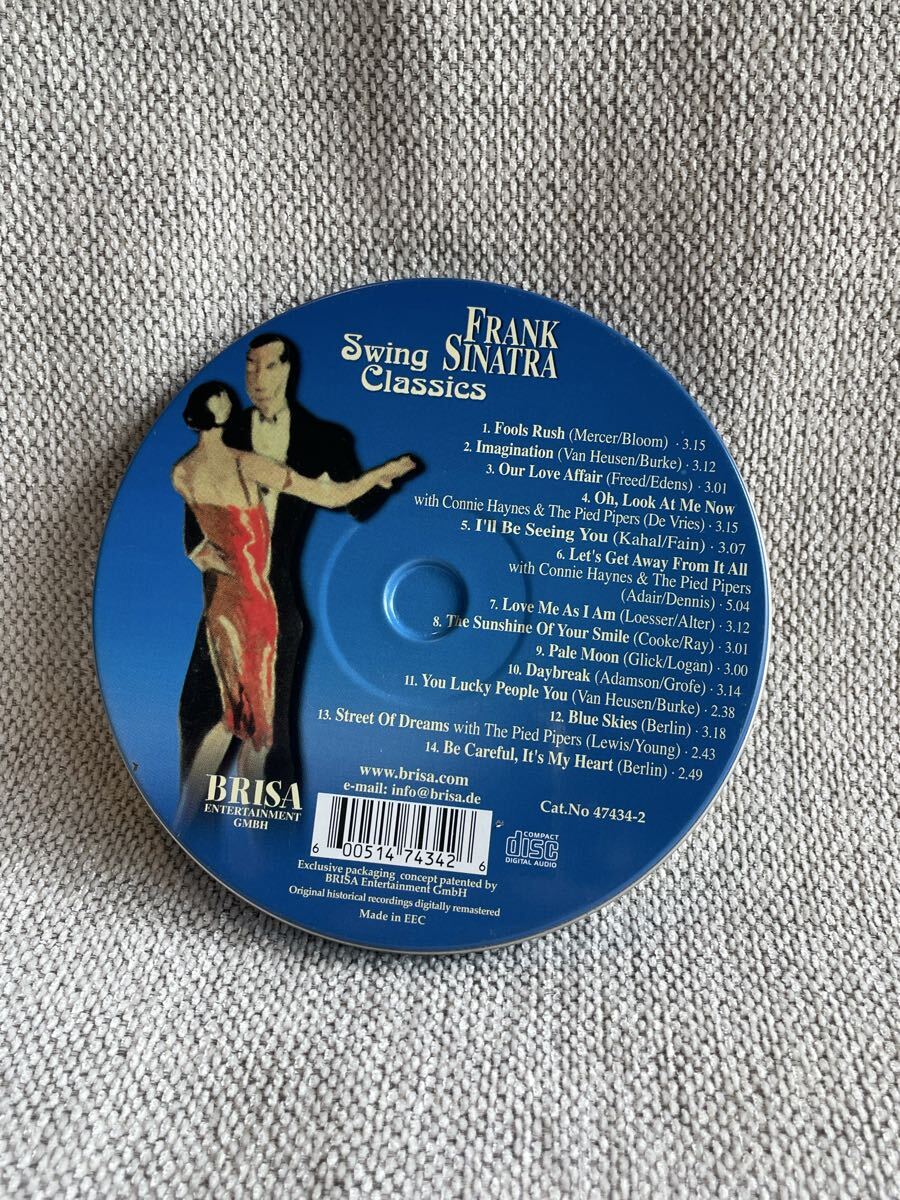 FRANK
SINATRA
Swing
Classics
1. Fools Rush (Mercer/Bloom) · 3.15
2. Imagination (Van Heusen/Burke) · 3.12
3. Our Love Affair (Freed/Edens) · 3.01
4. Oh, Look At Me Now
with Connie Haynes & The Pied Pipers (De Vries) · 3.15
5. I'll Be Seeing You (Kahal/Fain) · 3.07
6. Let's Get Away From It All
with Connie Haynes & The Pied Pipers
(Adair/Dennis) · 5.04
7. Love Me As I Am (Loesser/Alter) · 3.12
8. The Sunshine Of Your Smile (Cooke/Ray) · 3.01
9. Pale Moon (Glick/Logan) · 3.00
10. Daybreak (Adamson/Grofe) · 3.14
11. You Lucky People You (Van Heusen/Burke) · 2.38
12. Blue Skies (Berlin) · 3.18
13. Street Of Dreams with The Pied Pipers (Lewis/Young) · 2.43
14. Be Careful, It's My Heart (Berlin) · 2.49
BRISA
ENTERTAINMENT
GMBH
www.brisa.com
e-mail: info@brisa.de
Cat.No 47434-2
6 00514 74342 6
COMPACT
disc
DIGITAL AUDIO
Exclusive packaging concept patented by
BRISA Entertainment GmbH
Original historical recordings digitally remastered
Made in EEC